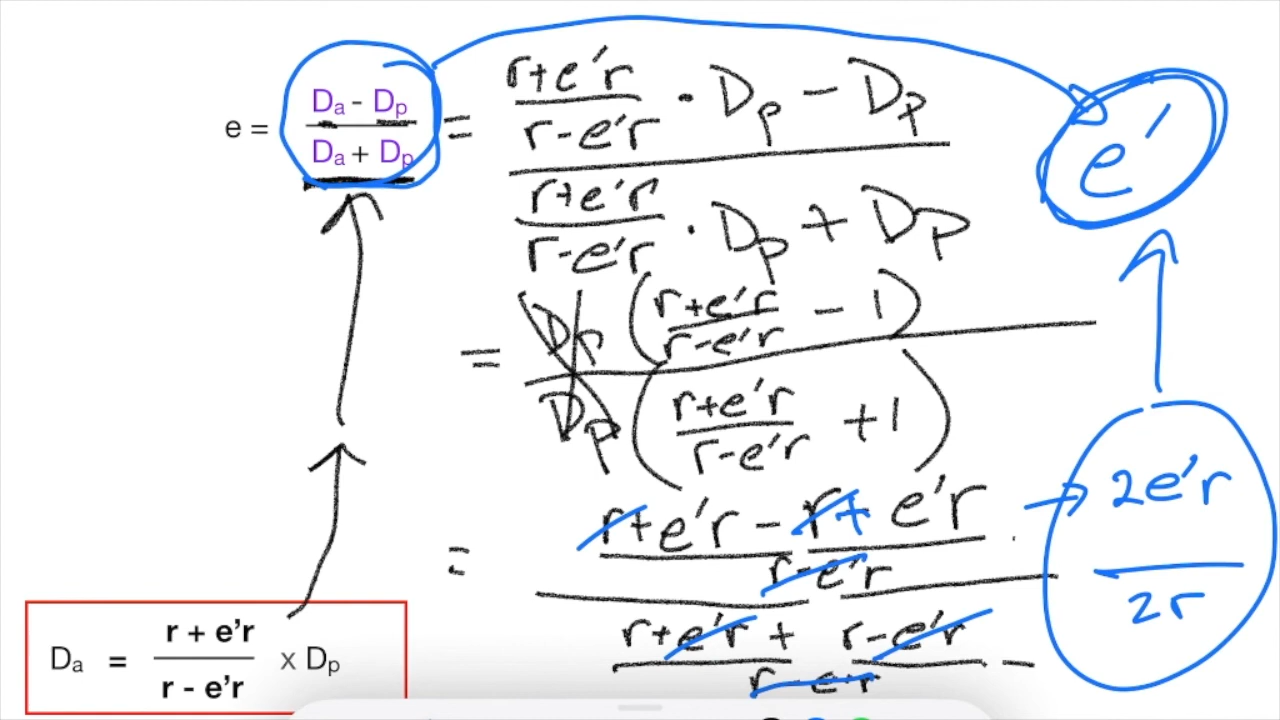 e = Da - Dp / Da + Dp = (r+e'r / r-e'r · Dp - Dp) / (r+e'r / r-e'r · Dp + Dp)
e'
= Dp (r+e'r / r-e'r - 1) / Dp (r+e'r / r-e'r + 1)
= (r+e'r - r+e'r / r-e'r) / (r+e'r + r-e'r / r-e'r) → 2e'r / 2r
Da = r + e’r / r - e’r x Dp